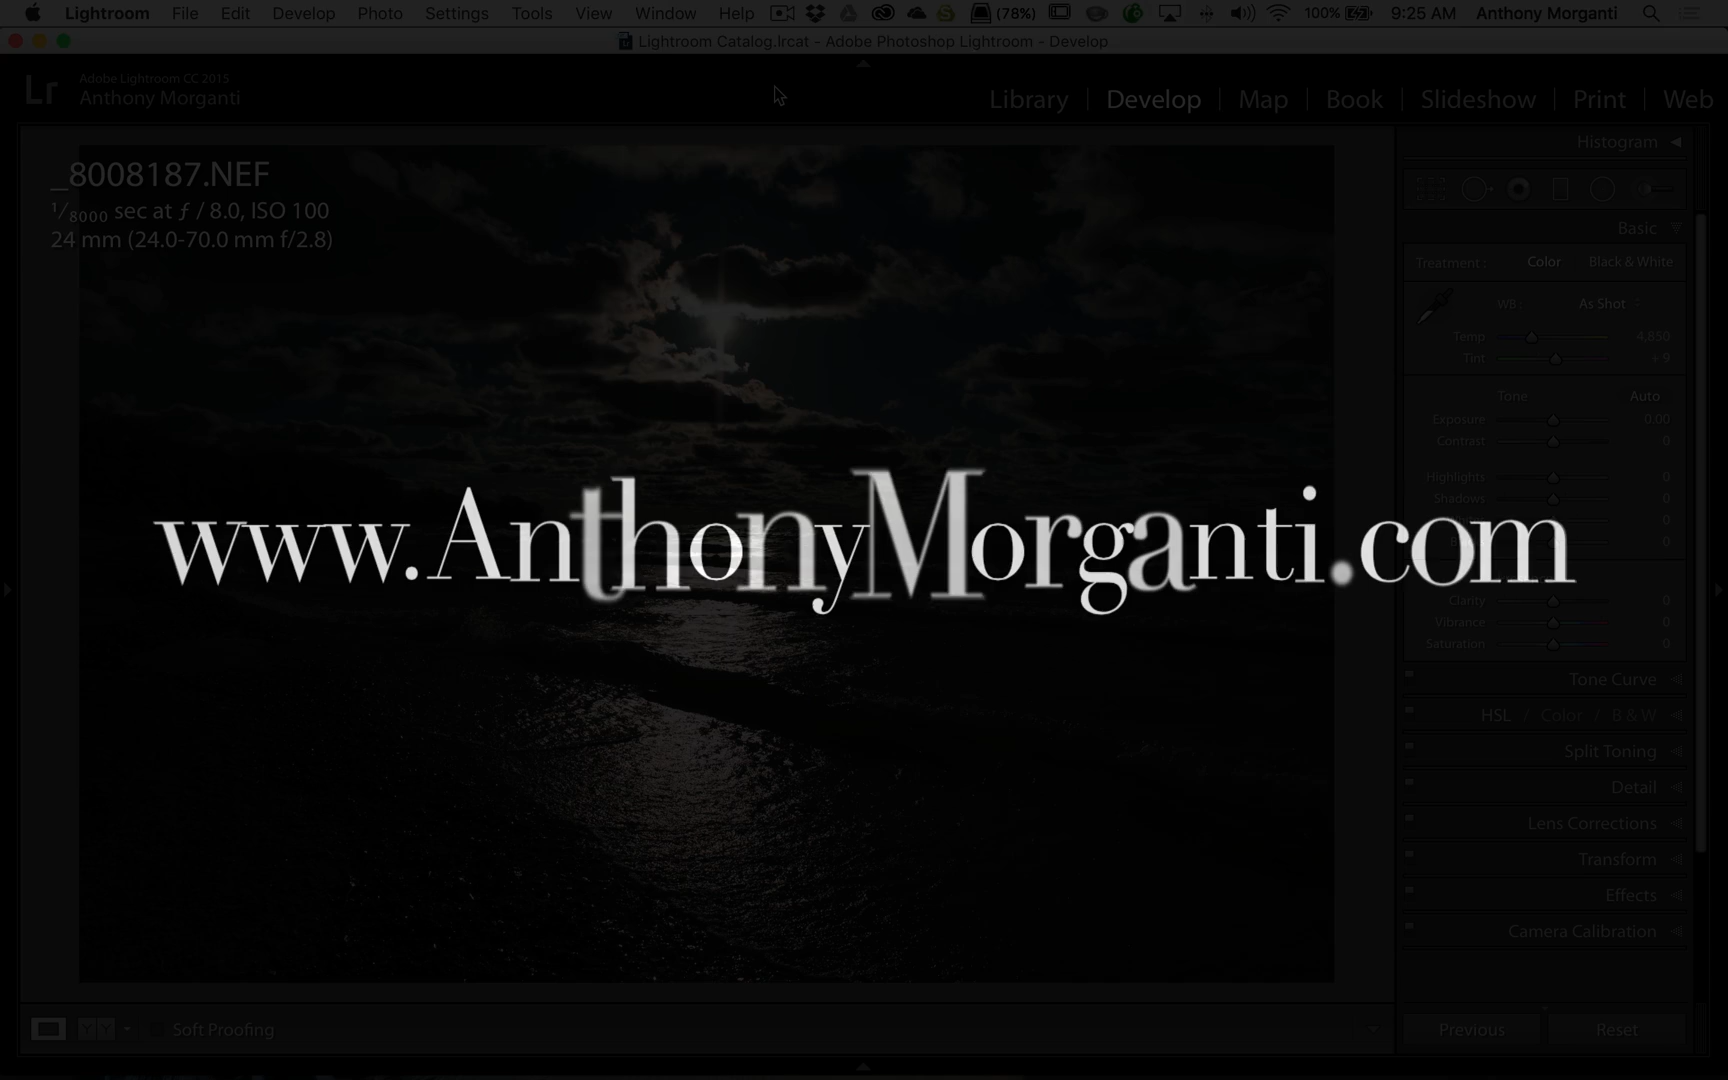 Lightroom File Edit Develop Photo Settings Tools View Window Help (78%) 100% 9:25 AM Anthony Morganti
Lightroom Catalog.lrcat - Adobe Photoshop Lightroom - Develop
Lr Adobe Lightroom CC 2015
Anthony Morganti
Library | Develop | Map | Book | Slideshow | Print | Web
_8008187.NEF
1/8000 sec at ƒ / 8.0, ISO 100
24 mm (24.0-70.0 mm f/2.8)
www.AnthonyMorganti.com
Histogram
Basic
Treatment: Color Black & White
WB: As Shot
Temp 4,850
Tint + 9
Tone Auto
Exposure 0.00
Contrast 0
Highlights 0
Shadows 0
0
0
Clarity 0
Vibrance 0
Saturation 0
Tone Curve
HSL / Color / B & W
Split Toning
Detail
Lens Corrections
Transform
Effects
Camera Calibration
Soft Proofing
Previous Reset